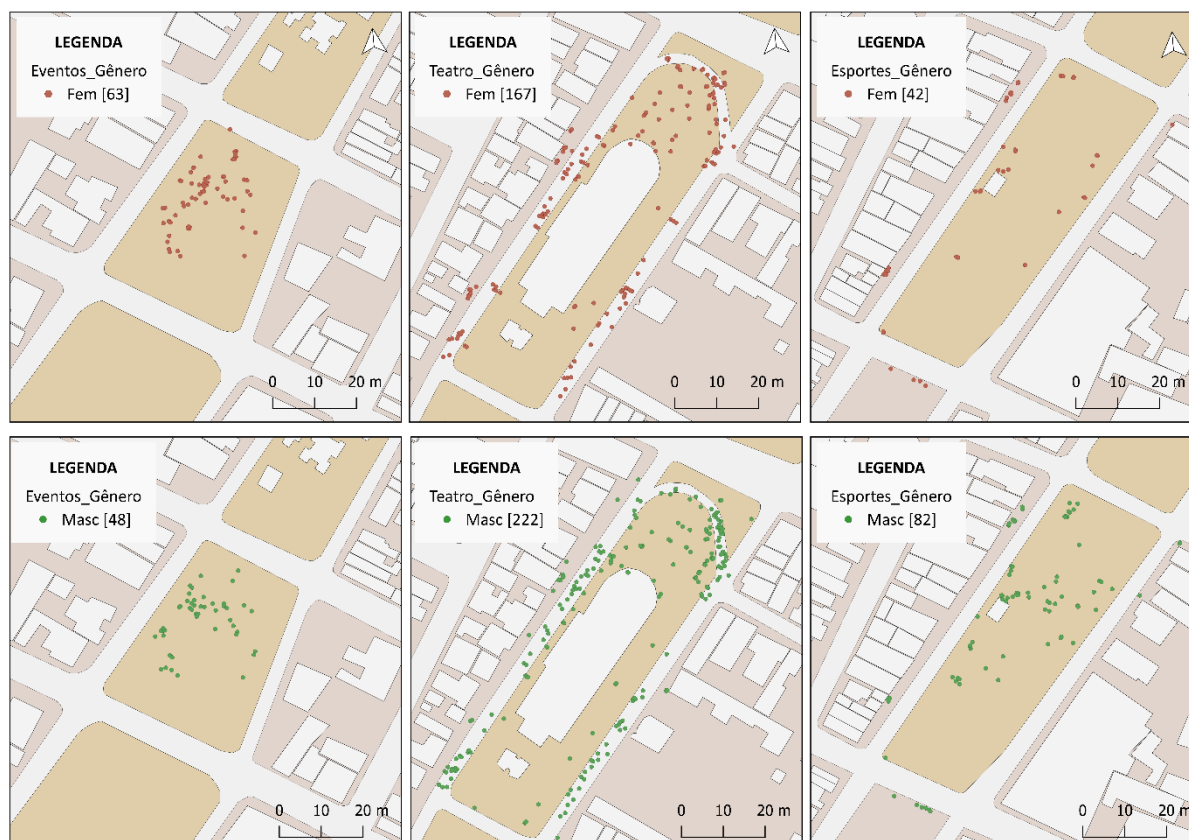 LEGENDA
Eventos_Gênero
Fem [63]
0 10 20 m
LEGENDA
Teatro_Gênero
Fem [167]
0 10 20 m
LEGENDA
Esportes_Gênero
Fem [42]
0 10 20 m
LEGENDA
Eventos_Gênero
Masc [48]
0 10 20 m
LEGENDA
Teatro_Gênero
Masc [222]
0 10 20 m
LEGENDA
Esportes_Gênero
Masc [82]
0 10 20 m